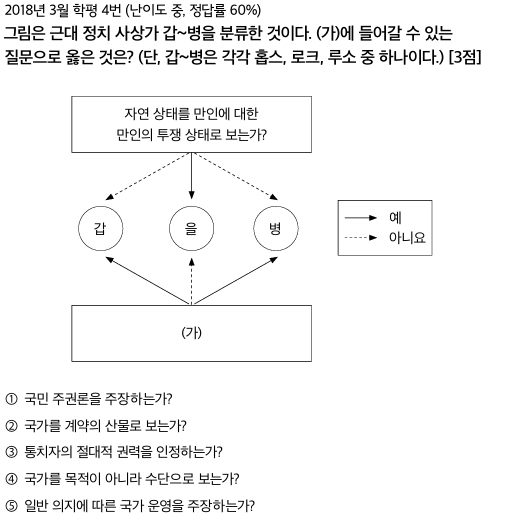 2018년 3월 학평 4번 (난이도 중, 정답률 60%)
그림은 근대 정치 사상가 갑~병을 분류한 것이다. (가)에 들어갈 수 있는
질문으로 옳은 것은? (단, 갑~병은 각각 홉스, 로크, 루소 중 하나이다.) [3점]
자연 상태를 만인에 대한
만인의 투쟁 상태로 보는가?
갑 을 병
예
아니요
(가)
① 국민 주권론을 주장하는가?
② 국가를 계약의 산물로 보는가?
③ 통치자의 절대적 권력을 인정하는가?
④ 국가를 목적이 아니라 수단으로 보는가?
⑤ 일반 의지에 따른 국가 운영을 주장하는가?